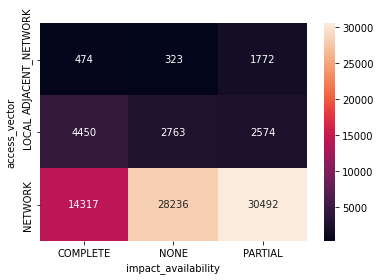 ADJACENT_NETWORK
474 323 1772
LOCAL
4450 2763 2574
NETWORK
14317 28236 30492
access_vector
COMPLETE NONE PARTIAL
impact_availability
30000
25000
20000
15000
10000
5000